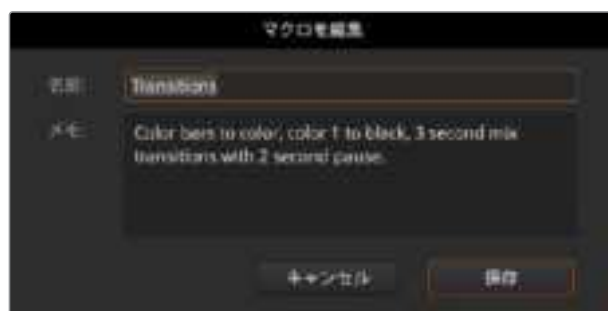 マクロを編集
名前:
Transitions
メモ:
Color bars to color, color 1 to black, 3 second mix
transitions with 2 second pause.
キャンセル
保存